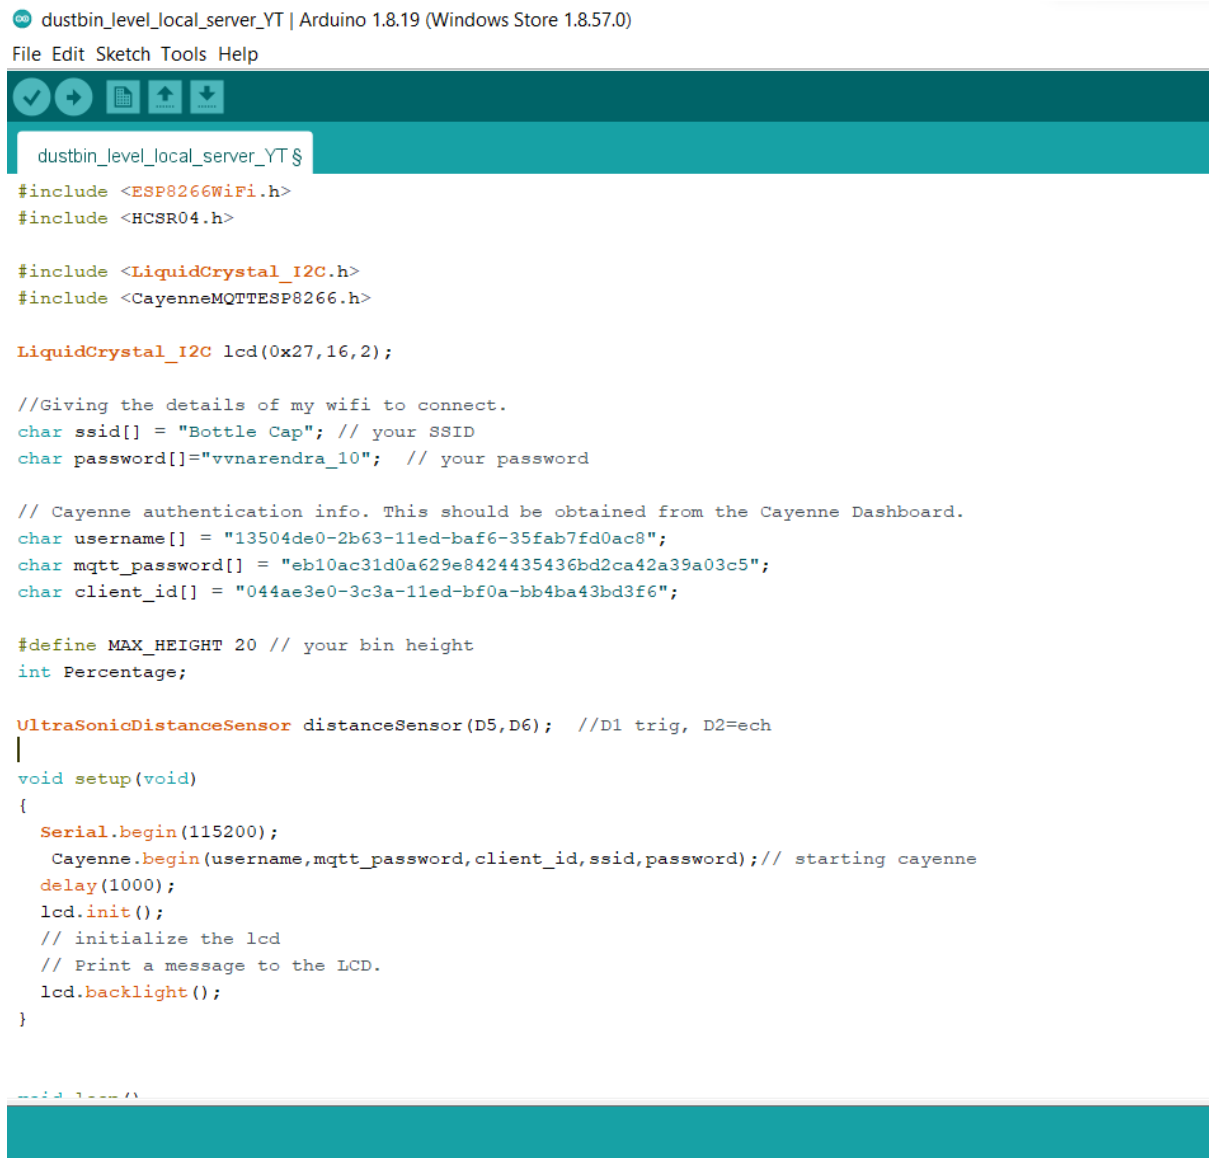 dustbin_level_local_server_YT | Arduino 1.8.19 (Windows Store 1.8.57.0)
File Edit Sketch Tools Help
dustbin_level_local_server_YT §
#include <ESP8266WiFi.h>
#include <HCSR04.h>
#include <LiquidCrystal_I2C.h>
#include <CayenneMQTTESP8266.h>
LiquidCrystal_I2C lcd(0x27,16,2);
//Giving the details of my wifi to connect.
char ssid[] = "Bottle Cap"; // your SSID
char password[]="vvnarendra_10";  // your password
// Cayenne authentication info. This should be obtained from the Cayenne Dashboard.
char username[] = "13504de0-2b63-11ed-baf6-35fab7fd0ac8";
char mqtt_password[] = "eb10ac31d0a629e8424435436bd2ca42a39a03c5";
char client_id[] = "044ae3e0-3c3a-11ed-bf0a-bb4ba43bd3f6";
#define MAX_HEIGHT 20 // your bin height
int Percentage;
UltraSonicDistanceSensor distanceSensor(D5,D6);  //D1 trig, D2=ech
void setup(void)
{
  Serial.begin(115200);
   Cayenne.begin(username,mqtt_password,client_id,ssid,password);// starting cayenne
  delay(1000);
  lcd.init();
  // initialize the lcd
  // Print a message to the LCD.
  lcd.backlight();
}
void loop()